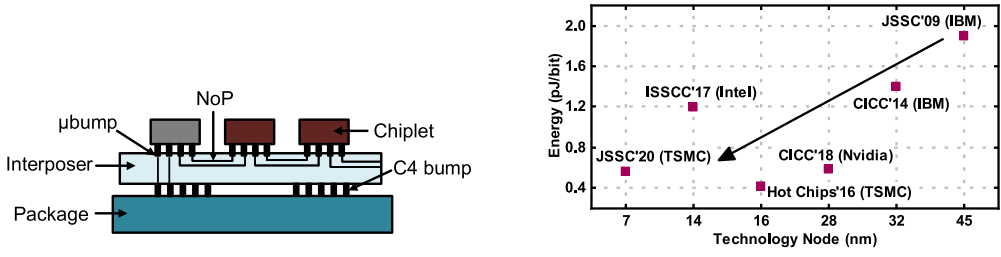 NoP
μbump
Chiplet
Interposer
C4 bump
Package
Energy (pJ/bit)
2.0
1.6
1.2
0.8
0.4
JSSC'09 (IBM)
ISSCC'17 (Intel)
CICC'14 (IBM)
JSSC'20 (TSMC)
CICC'18 (Nvidia)
Hot Chips'16 (TSMC)
7 14 16 28 32 45
Technology Node (nm)